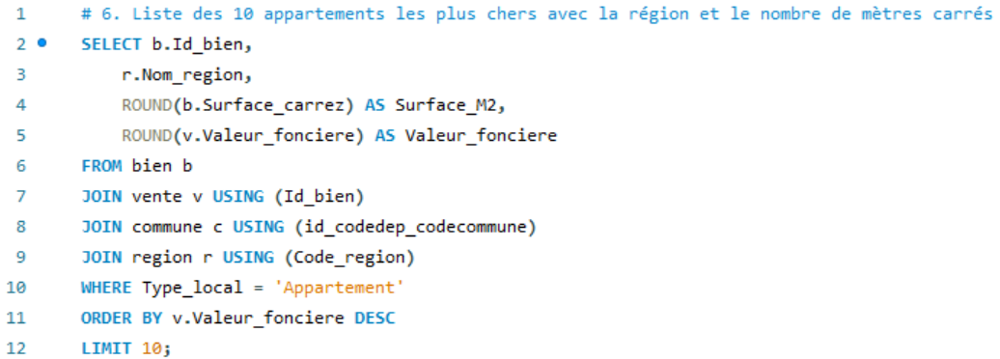 1 # 6. Liste des 10 appartements les plus chers avec la région et le nombre de mètres carrés
2 SELECT b.Id_bien,
3 r.Nom_region,
4 ROUND(b.Surface_carrez) AS Surface_M2,
5 ROUND(v.Valeur_fonciere) AS Valeur_fonciere
6 FROM bien b
7 JOIN vente v USING (Id_bien)
8 JOIN commune c USING (id_codedep_codecommune)
9 JOIN region r USING (Code_region)
10 WHERE Type_local = 'Appartement'
11 ORDER BY v.Valeur_fonciere DESC
12 LIMIT 10;